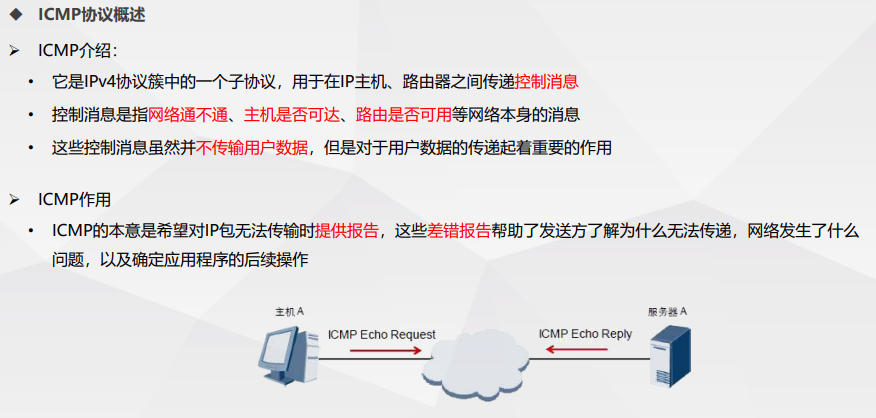 ◆ ICMP协议概述
➢ ICMP介绍：
• 它是IPv4协议簇中的一个子协议，用于在IP主机、路由器之间传递控制消息
• 控制消息是指网络通不通、主机是否可达、路由是否可用等网络本身的消息
• 这些控制消息虽然并不传输用户数据，但是对于用户数据的传递起着重要的作用
➢ ICMP作用
• ICMP的本意是希望对IP包无法传输时提供报告，这些差错报告帮助了发送方了解为什么无法传递，网络发生了什么
问题，以及确定应用程序的后续操作
主机 A
服务器 A
ICMP Echo Request
ICMP Echo Reply